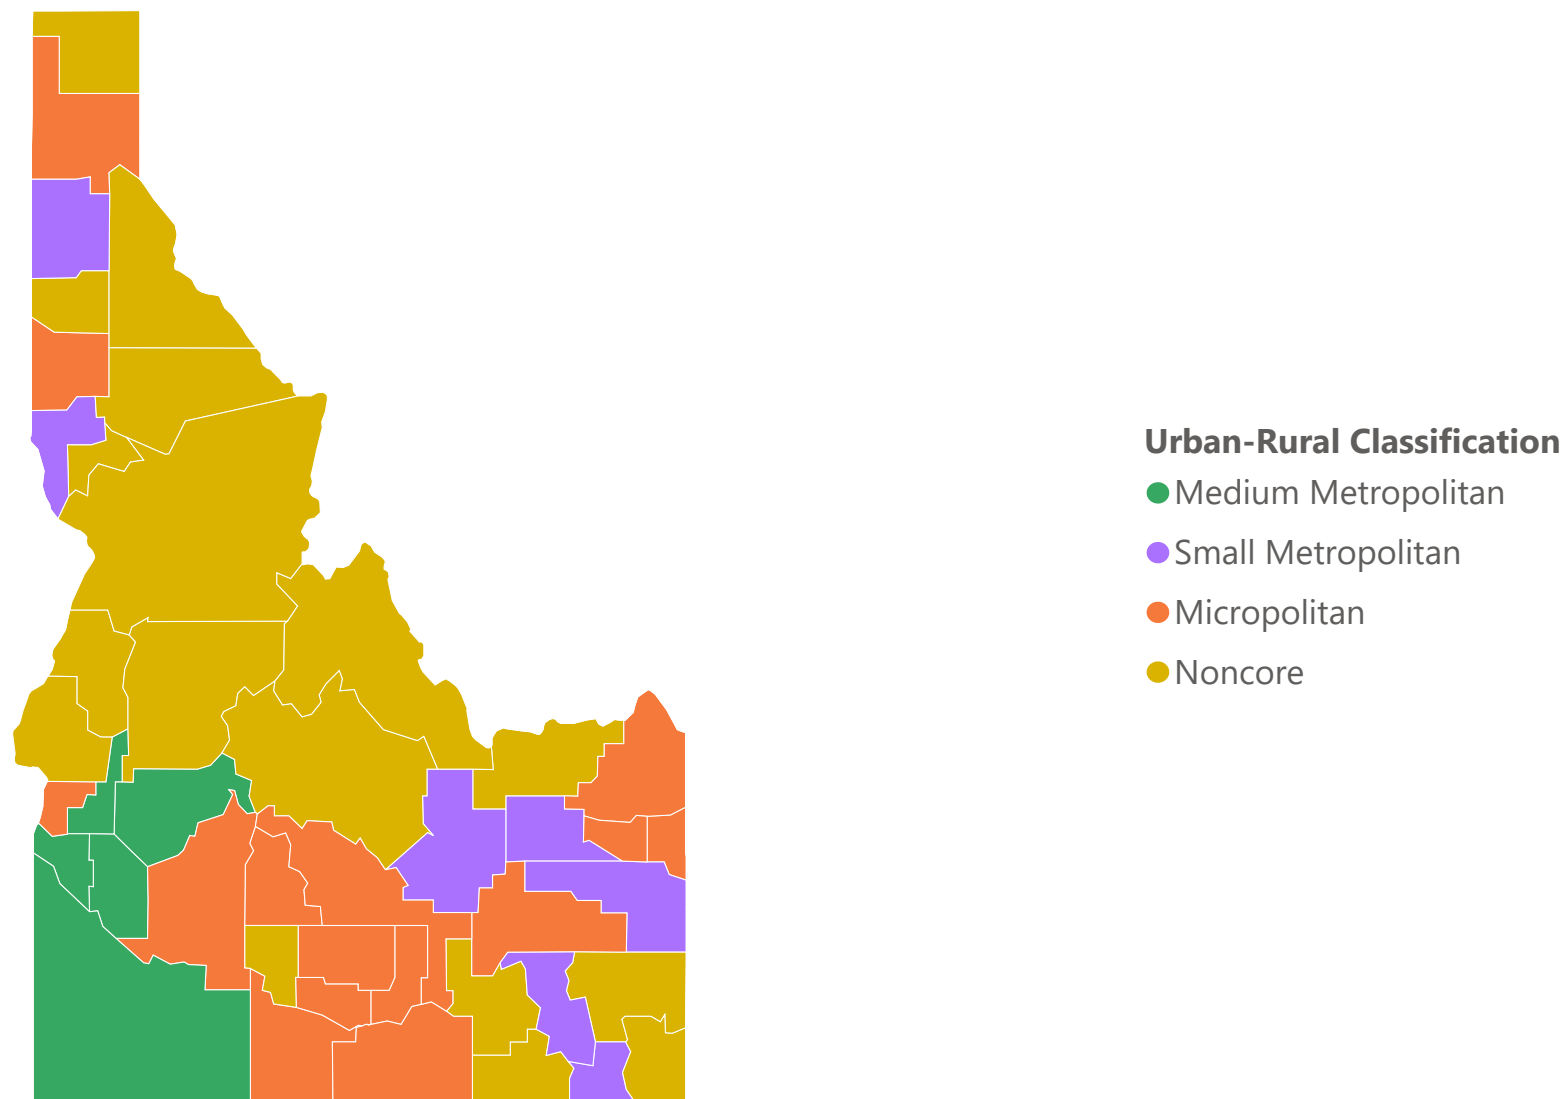 Urban-Rural Classification
Medium Metropolitan
Small Metropolitan
Micropolitan
Noncore